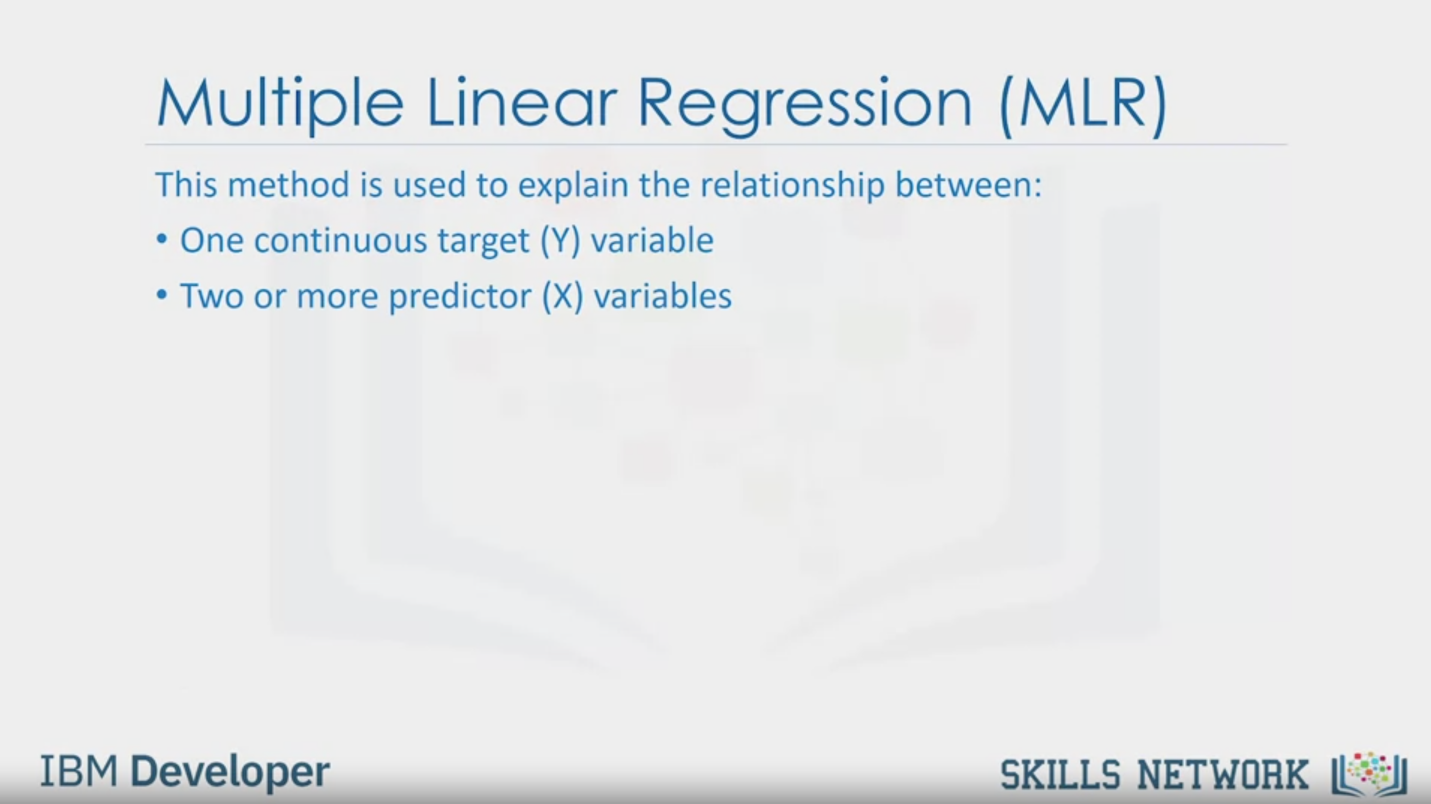 Multiple Linear Regression (MLR)
This method is used to explain the relationship between:
• One continuous target (Y) variable
• Two or more predictor (X) variables
IBM Developer
SKILLS NETWORK